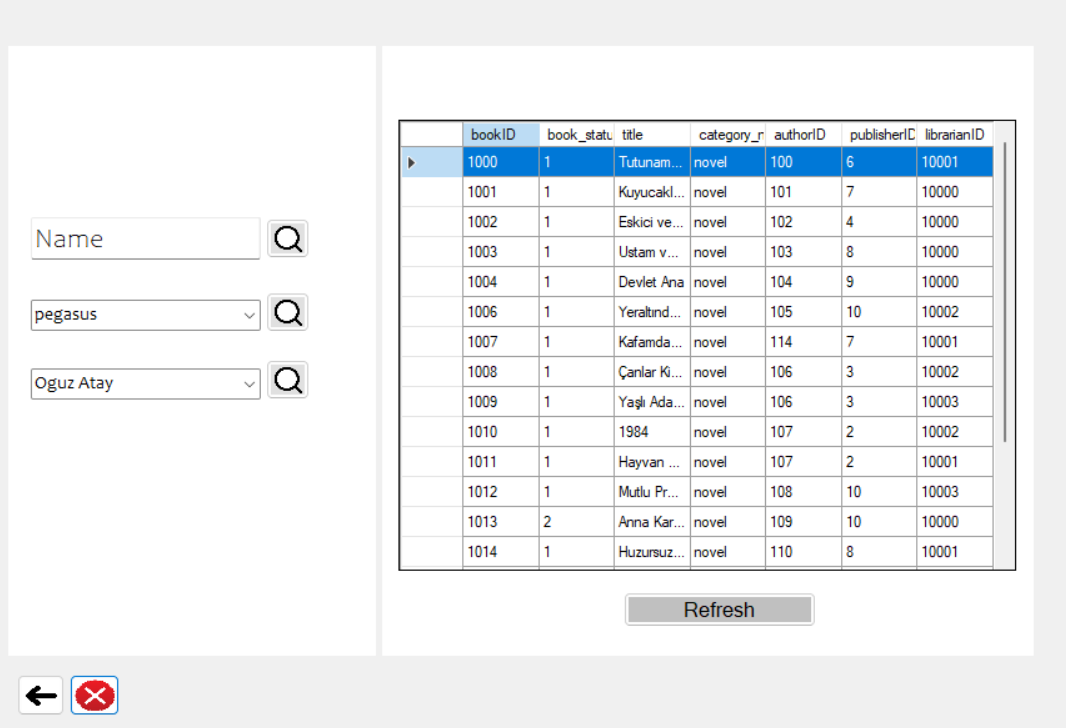 Name
pegasus
Oguz Atay
bookID book_statu title category_n authorID publisherID librarianID
1000 1 Tutunam... novel 100 6 10001
1001 1 Kuyucakl... novel 101 7 10000
1002 1 Eskici ve... novel 102 4 10000
1003 1 Ustam v... novel 103 8 10000
1004 1 Devlet Ana novel 104 9 10000
1006 1 Yeraltınd... novel 105 10 10002
1007 1 Kafamda... novel 114 7 10001
1008 1 Çanlar Ki... novel 106 3 10002
1009 1 Yaşlı Ada... novel 106 3 10003
1010 1 1984 novel 107 2 10002
1011 1 Hayvan ... novel 107 2 10001
1012 1 Mutlu Pr... novel 108 10 10003
1013 2 Anna Kar... novel 109 10 10000
1014 1 Huzursuz... novel 110 8 10001
Refresh